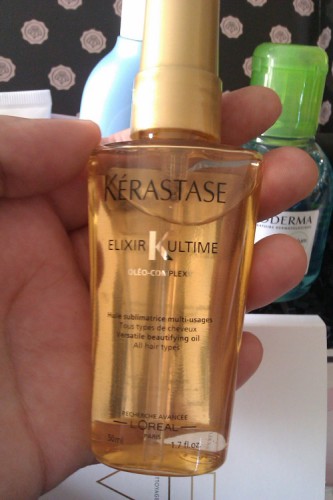 KÉRASTASE
ELIXIR K ULTIME
OLÉO-COMPLEXE
Huile sublimatrice multi-usages
Tous types de cheveux
Versatile beautifying oil
All hair types
RECHERCHE AVANCÉE
L'ORÉAL
PARIS
50ml 1.7 fl.oz.
ODERMA